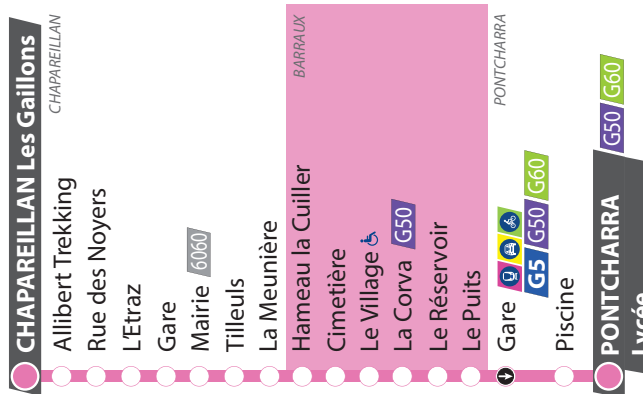 CHAPAREILLAN Les Gaillons
CHAPAREILLAN
Allibert Trekking
Rue des Noyers
L'Etraz
Gare
Mairie 6060
Tilleuls
La Meunière
BARRAUX
Hameau la Cuiller
Cimetière
Le Village
La Corva G50
Le Réservoir
Le Puits
PONTCHARRA
Gare
G5 G50 G60
Piscine
PONTCHARRA G50 G60
Lycée